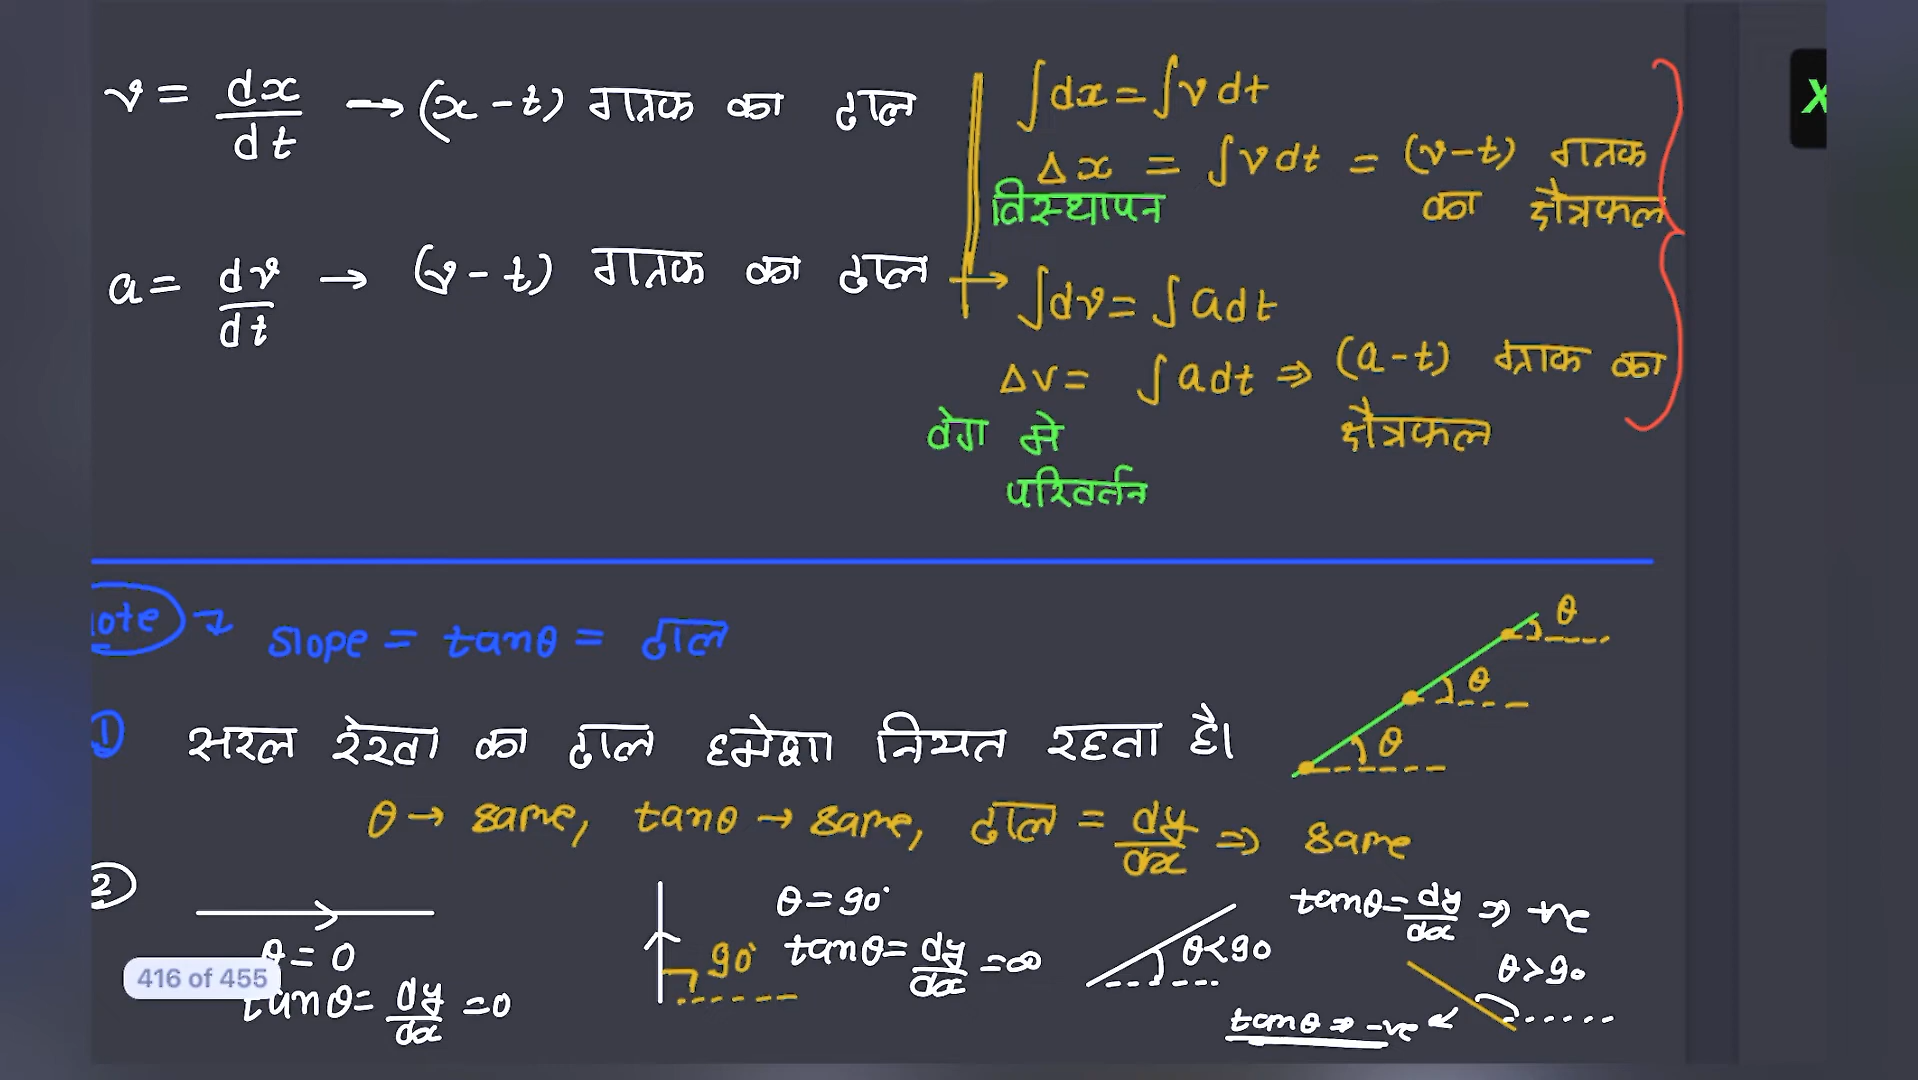 v = dx/dt → (x - t) ग्राफ का ढाल
∫dx = ∫v dt
Δx = ∫v dt = (v-t) ग्राफ का क्षेत्रफल
विस्थापन
a = dv/dt → (v - t) ग्राफ का ढाल
∫dv = ∫a dt
Δv = ∫a dt ⇒ (a-t) ग्राफ का क्षेत्रफल
वेग मे परिवर्तन
X
note →
slope = tanθ = ढाल
θ
θ
θ
① सरल रेखा का ढाल हमेशा नियत रहता है।
θ → same, tanθ → same, ढाल = dy/dx ⇒ same
②
θ = 0
tanθ = dy/dx = 0
90°
θ = 90°
tanθ = dy/dx = ∞
θ<90
tanθ = dy/dx ⇒ +ve
θ>90
tanθ ⇒ -ve
416 of 455